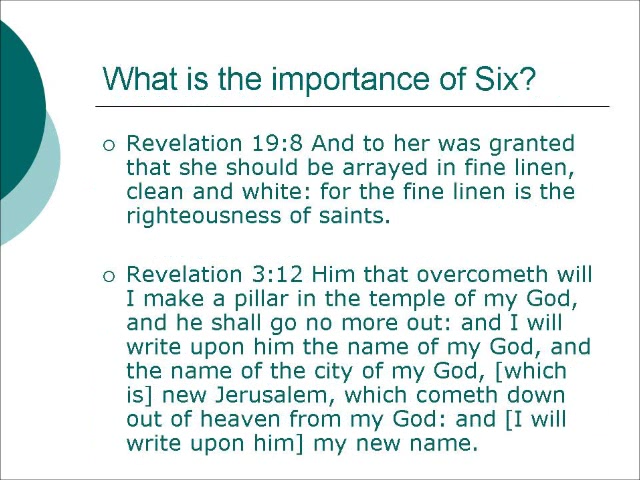 What is the importance of Six?
Revelation 19:8 And to her was granted
that she should be arrayed in fine linen,
clean and white: for the fine linen is the
righteousness of saints.
Revelation 3:12 Him that overcometh will
I make a pillar in the temple of my God,
and he shall go no more out: and I will
write upon him the name of my God, and
the name of the city of my God, [which
is] new Jerusalem, which cometh down
out of heaven from my God: and [I will
write upon him] my new name.